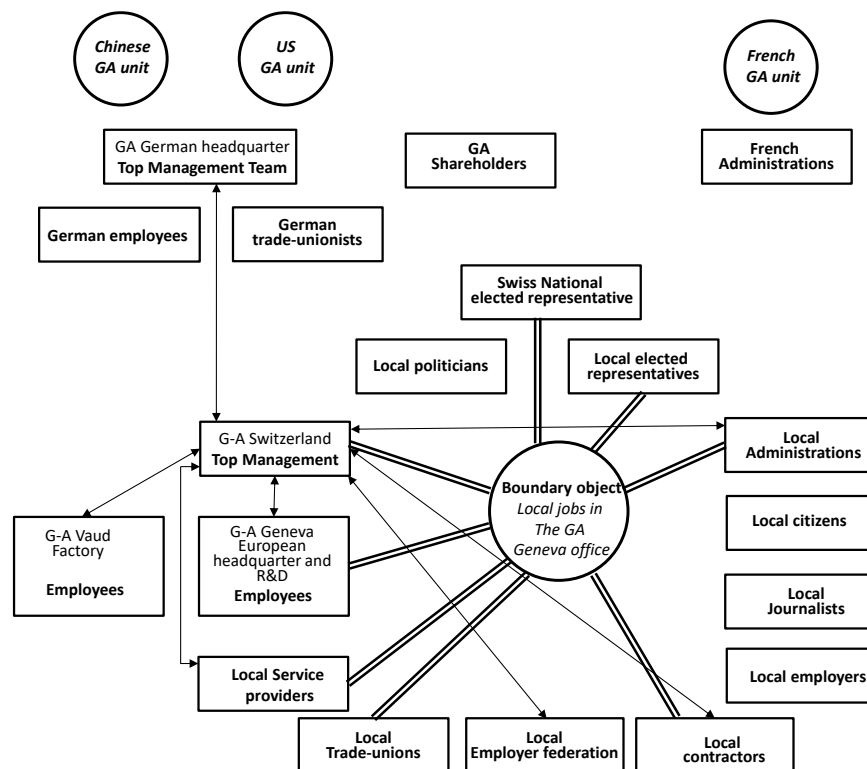 Chinese
GA unit
US
GA unit
French
GA unit
GA German headquarter
Top Management Team
GA
Shareholders
French
Administrations
German employees
German
trade-unionists
Swiss National
elected representative
Local politicians
Local elected
representatives
G-A Switzerland
Top Management
Local
Administrations
Boundary object
Local jobs in
The GA
Geneva office
G-A Vaud
Factory
Employees
G-A Geneva
European
headquarter and
R&D
Employees
Local citizens
Local
Journalists
Local Service
providers
Local employers
Local
Trade-unions
Local
Employer federation
Local
contractors